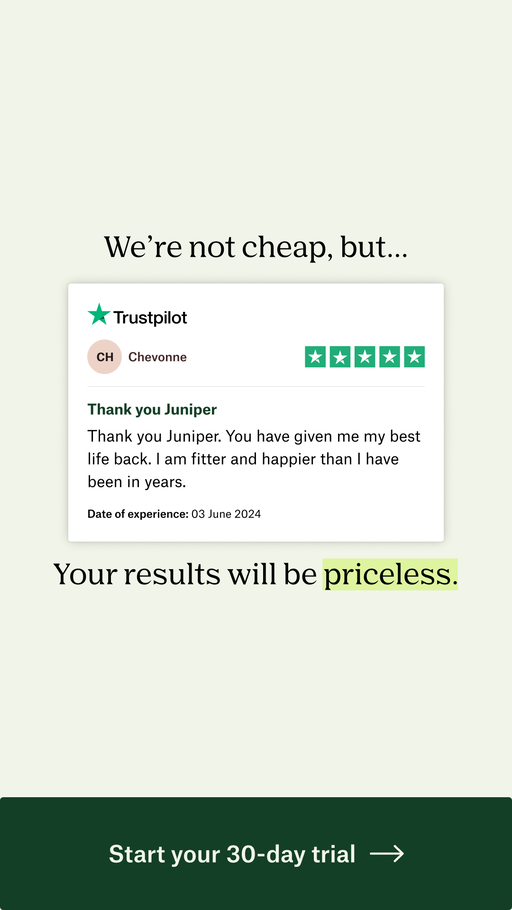 We’re not cheap, but...
Trustpilot
CH Chevonne
Thank you Juniper
Thank you Juniper. You have given me my best
life back. I am fitter and happier than I have
been in years.
Date of experience: 03 June 2024
Your results will be priceless.
Start your 30-day trial →